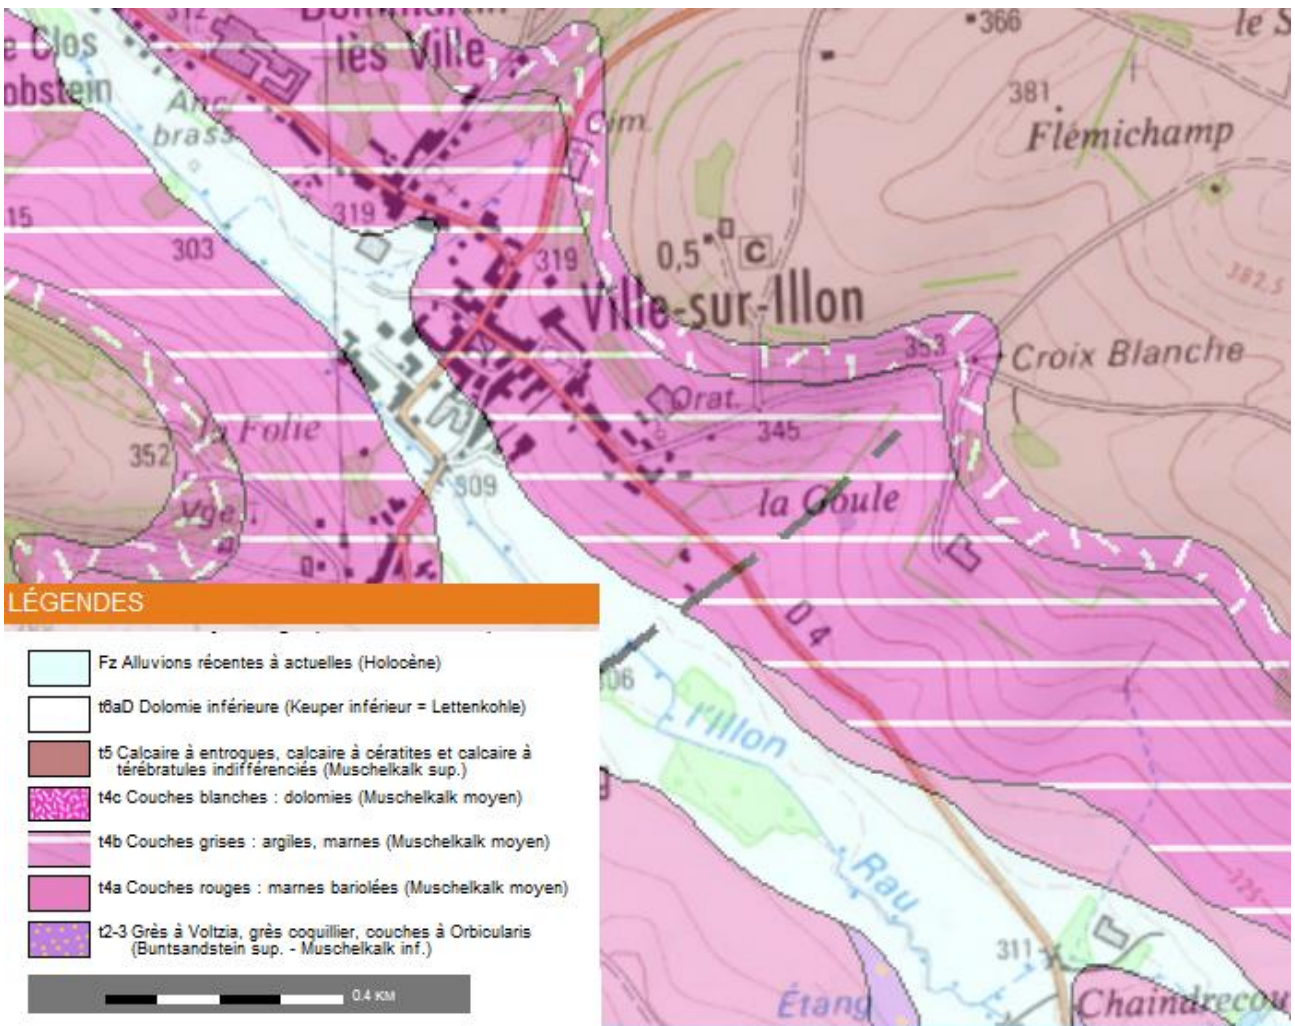 312
lès Ville
366
e Clos
obstein
381
Flémichamp
Anc
brass.
Cim.
319
15
303
319
0,5
C
382,5
Ville-sur-Illon
353
Croix Blanche
Orat.
345
la Folie
352
309
la Goule
Vge
D 4
LÉGENDES
Fz Alluvions récentes à actuelles (Holocène)
t6aD Dolomie inférieure (Keuper inférieur = Lettenkohle)
t5 Calcaire à entroques, calcaire à cératites et calcaire à
térébratules indifférenciés (Muschelkalk sup.)
t4c Couches blanches : dolomies (Muschelkalk moyen)
t4b Couches grises : argiles, marnes (Muschelkalk moyen)
t4a Couches rouges : marnes bariolées (Muschelkalk moyen)
t2-3 Grès à Voltzia, grès coquillier, couches à Orbicularis
(Buntsandstein sup. - Muschelkalk inf.)
0.4 KM
06
l'Illon
Rau
325
311
Étang
Chaindrecou